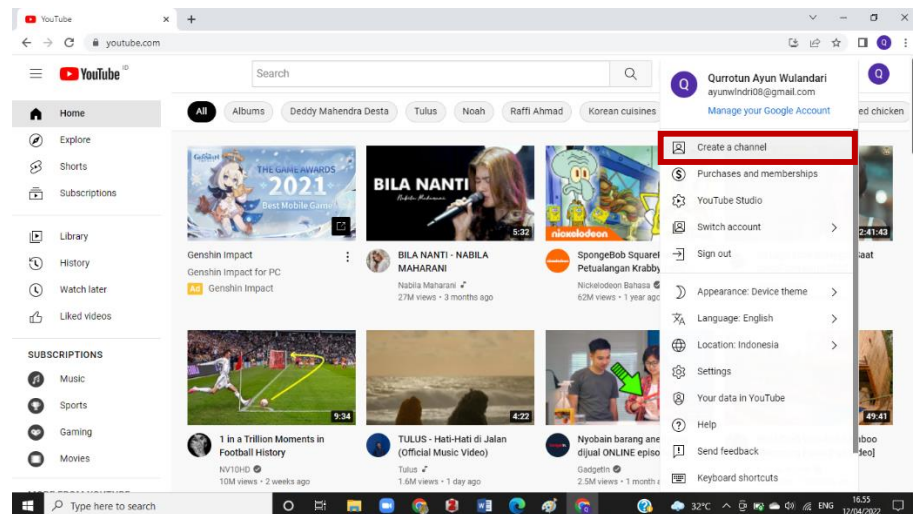 YouTube
youtube.com
Q
YouTube ID
Search
Q
Q
Qurrotun Ayun Wulandari
ayunwlndri08@gmail.com
Manage your Google Account
Home
Explore
Shorts
Subscriptions
Library
History
Watch later
Liked videos
SUBSCRIPTIONS
Music
Sports
Gaming
Movies
All
Albums
Deddy Mahendra Desta
Tulus
Noah
Raffi Ahmad
Korean cuisines
ed chicken
Genshin
THE GAME AWARDS
2021
Best Mobile Game
Genshin Impact
Genshin Impact for PC
Ad Genshin Impact
BILA NANTI
Nabila Maharani
5:32
BILA NANTI - NABILA
MAHARANI
Nabila Maharani
27M views • 3 months ago
nickelodeon
SpongeBob Squarel
Petualangan Krabby
Nickelodeon Bahasa
62M views • 1 year ago
2:41:43
aat
9:34
1 in a Trillion Moments in
Football History
NV10HD
10M views • 2 weeks ago
4:22
TULUS - Hati-Hati di Jalan
(Official Music Video)
Tulus
1.6M views • 1 day ago
Nyobain barang ane
dijual ONLINE episo
Gadgetin
2.5M views • 1 month a
49:41
boo
deo]
Create a channel
Purchases and memberships
YouTube Studio
Switch account
Sign out
Appearance: Device theme
Language: English
Location: Indonesia
Settings
Your data in YouTube
Help
Send feedback
Keyboard shortcuts
Type here to search
32°C
ENG
16.55
12/04/2022